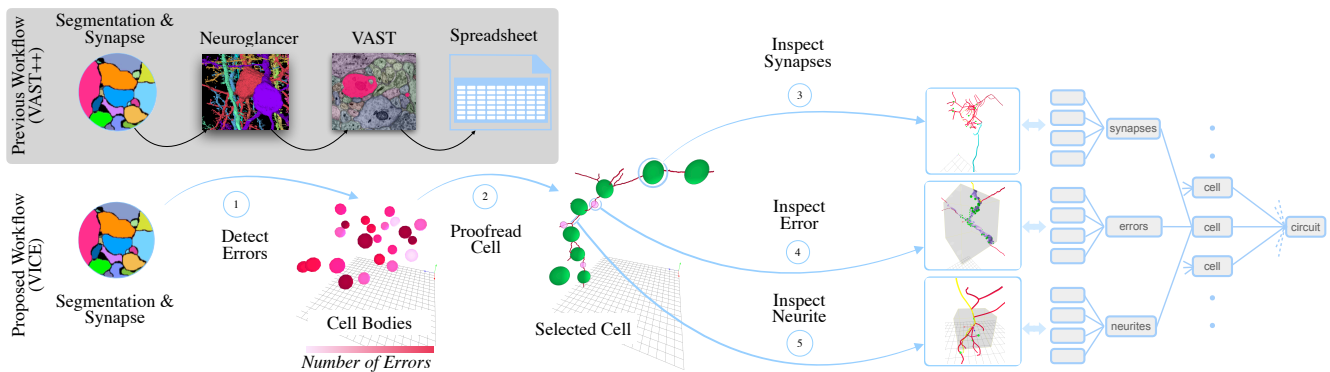 Previous Workflow
(VAST++)
Segmentation &
Synapse
Neuroglancer
VAST
Spreadsheet
Proposed Workflow
(VICE)
Segmentation &
Synapse
1
Detect
Errors
Cell Bodies
Number of Errors
2
Proofread
Cell
Selected Cell
Inspect
Synapses
3
Inspect
Error
4
Inspect
Neurite
5
synapses
errors
neurites
cell
cell
cell
circuit